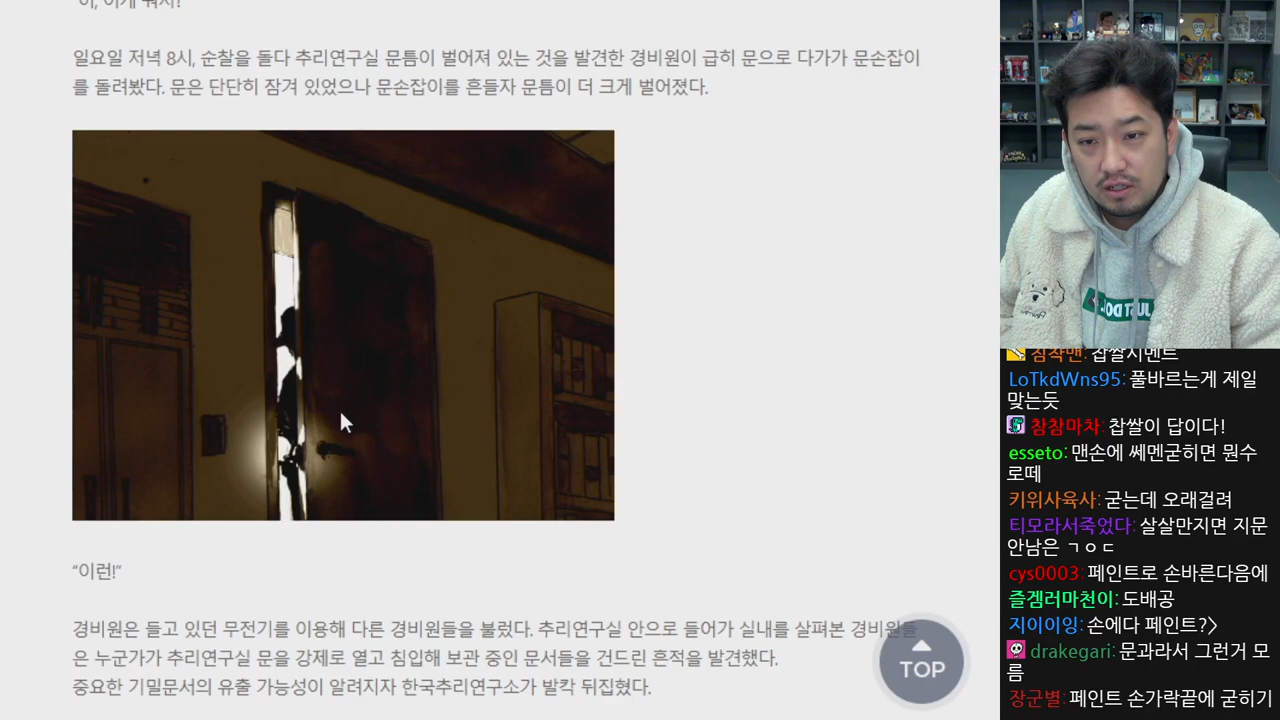 "이, 이게 뭐지?"
일요일 저녁 8시, 순찰을 돌다 추리연구실 문틈이 벌어져 있는 것을 발견한 경비원이 급히 문으로 다가가 문손잡이
를 돌려봤다. 문은 단단히 잠겨 있었으나 문손잡이를 흔들자 문틈이 더 크게 벌어졌다.
“이런!”
경비원은 들고 있던 무전기를 이용해 다른 경비원들을 불렀다. 추리연구실 안으로 들어가 실내를 살펴본 경비원들
은 누군가가 추리연구실 문을 강제로 열고 침입해 보관 중인 문서들을 건드린 흔적을 발견했다.
중요한 기밀문서의 유출 가능성이 알려지자 한국추리연구소가 발칵 뒤집혔다.
TOP
침착맨: 찹쌀시멘트
LoTkdWns95: 풀바르는게 제일
맞는듯
참참마차: 찹쌀이 답이다!
esseto: 맨손에 쎄멘굳히면 뭔수
로떼
키위사육사: 굳는데 오래걸려
티모라서죽었다: 살살만지면 지문
안남은 ㄱㅇㄷ
cys0003: 페인트로 손바른다음에
즐겜러마천이: 도배공
지이이잉: 손에다 페인트?>
drakegari: 문과라서 그런거 모
름
장군별: 페인트 손가락끝에 굳히기